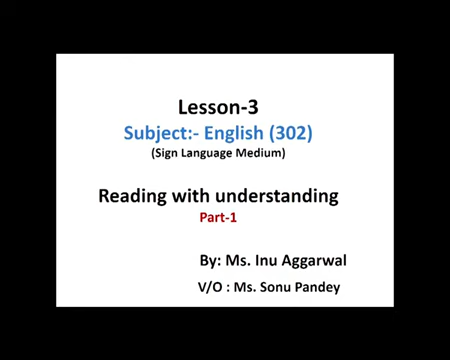 Lesson-3
Subject:- English (302)
(Sign Language Medium)
Reading with understanding
Part-1
By: Ms. Inu Aggarwal
V/O : Ms. Sonu Pandey